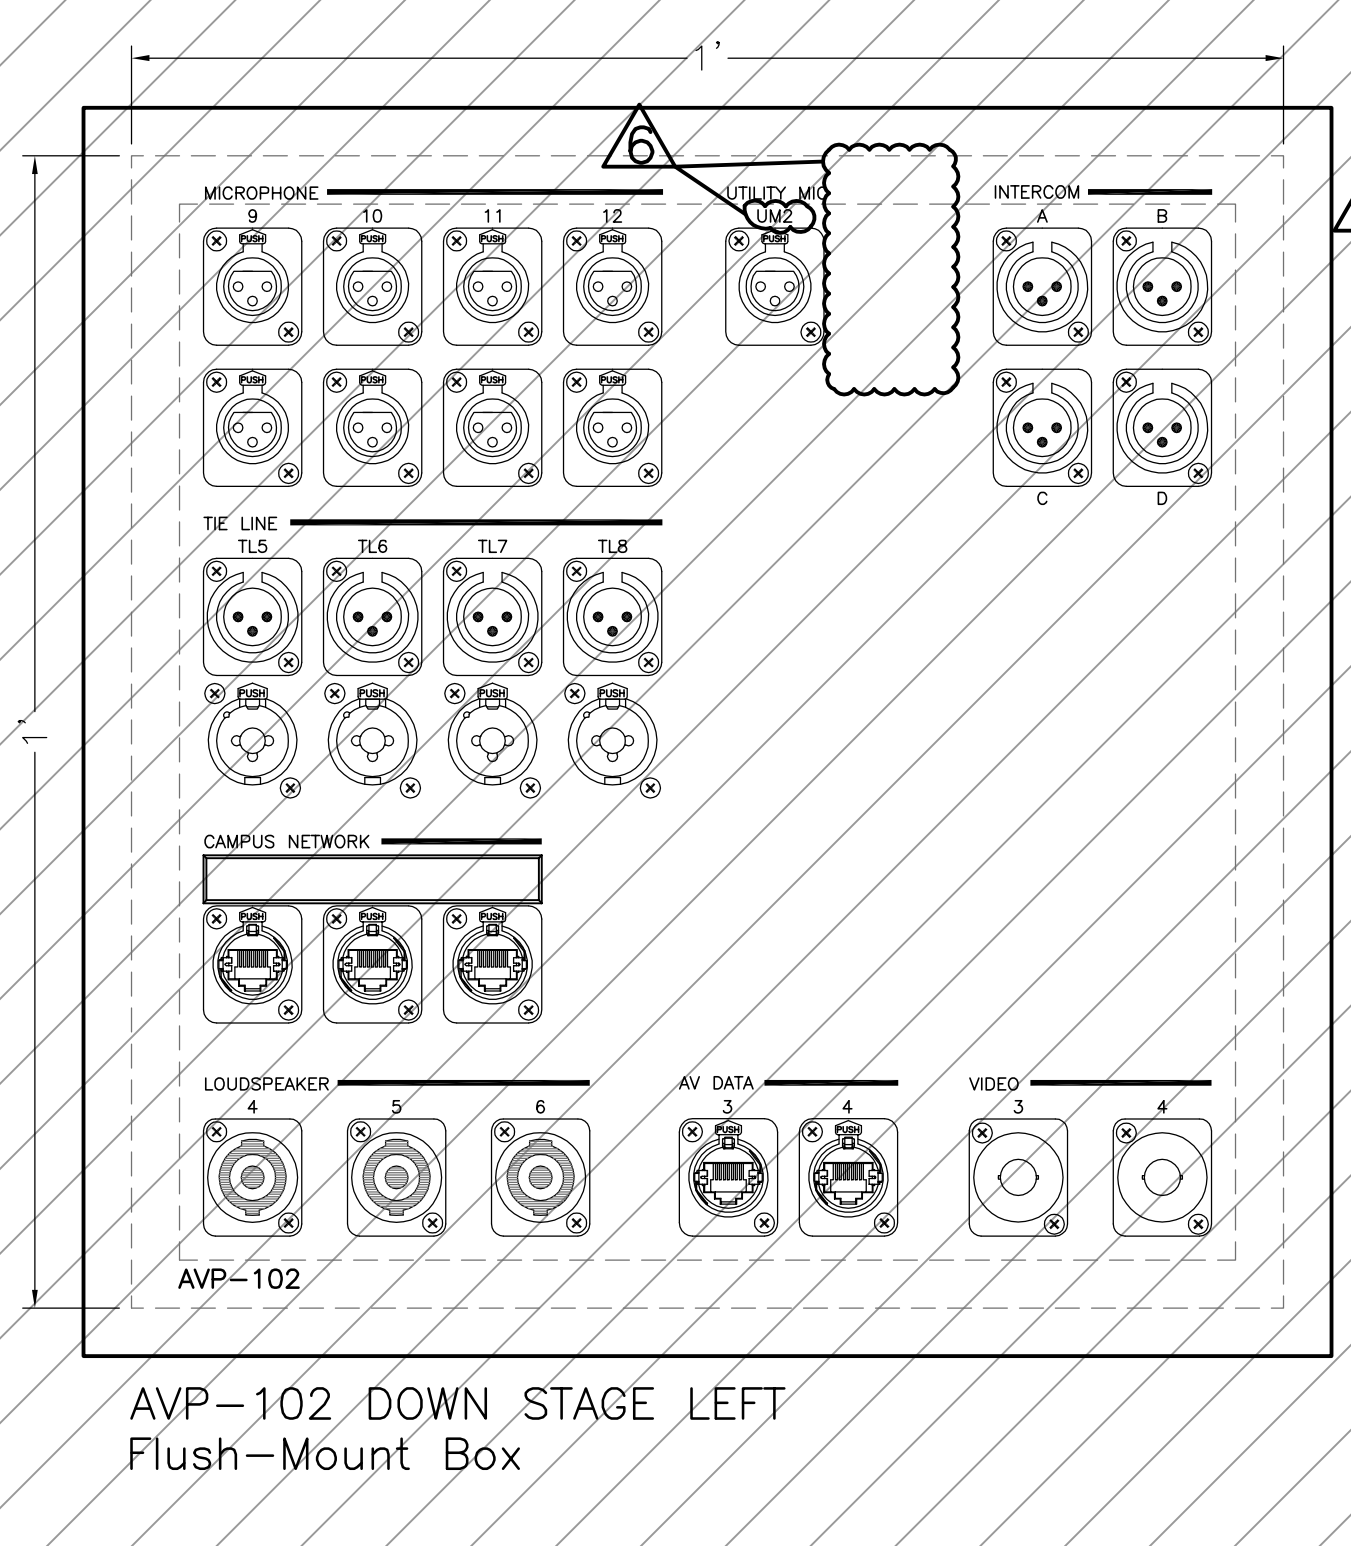 1'
6
MICROPHONE UTILITY MIC INTERCOM
9 10 11 12 UM2 A B
PUSH PUSH PUSH PUSH PUSH
PUSH PUSH PUSH PUSH
C D
TIE LINE
TL5 TL6 TL7 TL8
PUSH PUSH PUSH PUSH
1'
CAMPUS NETWORK
PUSH PUSH PUSH
LOUDSPEAKER AV DATA VIDEO
4 5 6 3 4 3 4
PUSH PUSH
AVP-102
AVP-102 DOWN STAGE LEFT
Flush-Mount Box